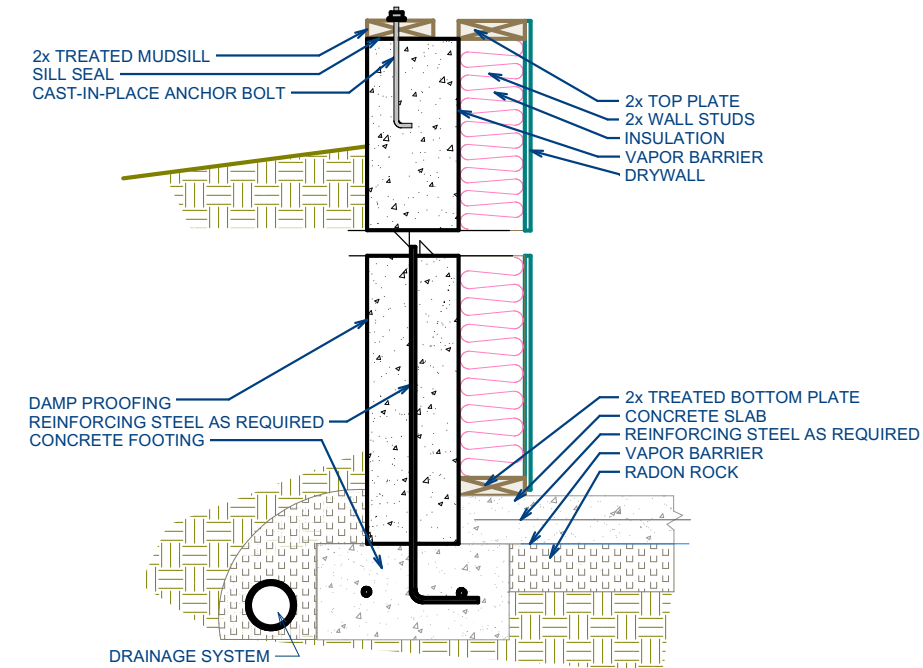 2x TREATED MUDSILL
SILL SEAL
CAST-IN-PLACE ANCHOR BOLT
2x TOP PLATE
2x WALL STUDS
INSULATION
VAPOR BARRIER
DRYWALL
DAMP PROOFING
REINFORCING STEEL AS REQUIRED
CONCRETE FOOTING
2x TREATED BOTTOM PLATE
CONCRETE SLAB
REINFORCING STEEL AS REQUIRED
VAPOR BARRIER
RADON ROCK
DRAINAGE SYSTEM